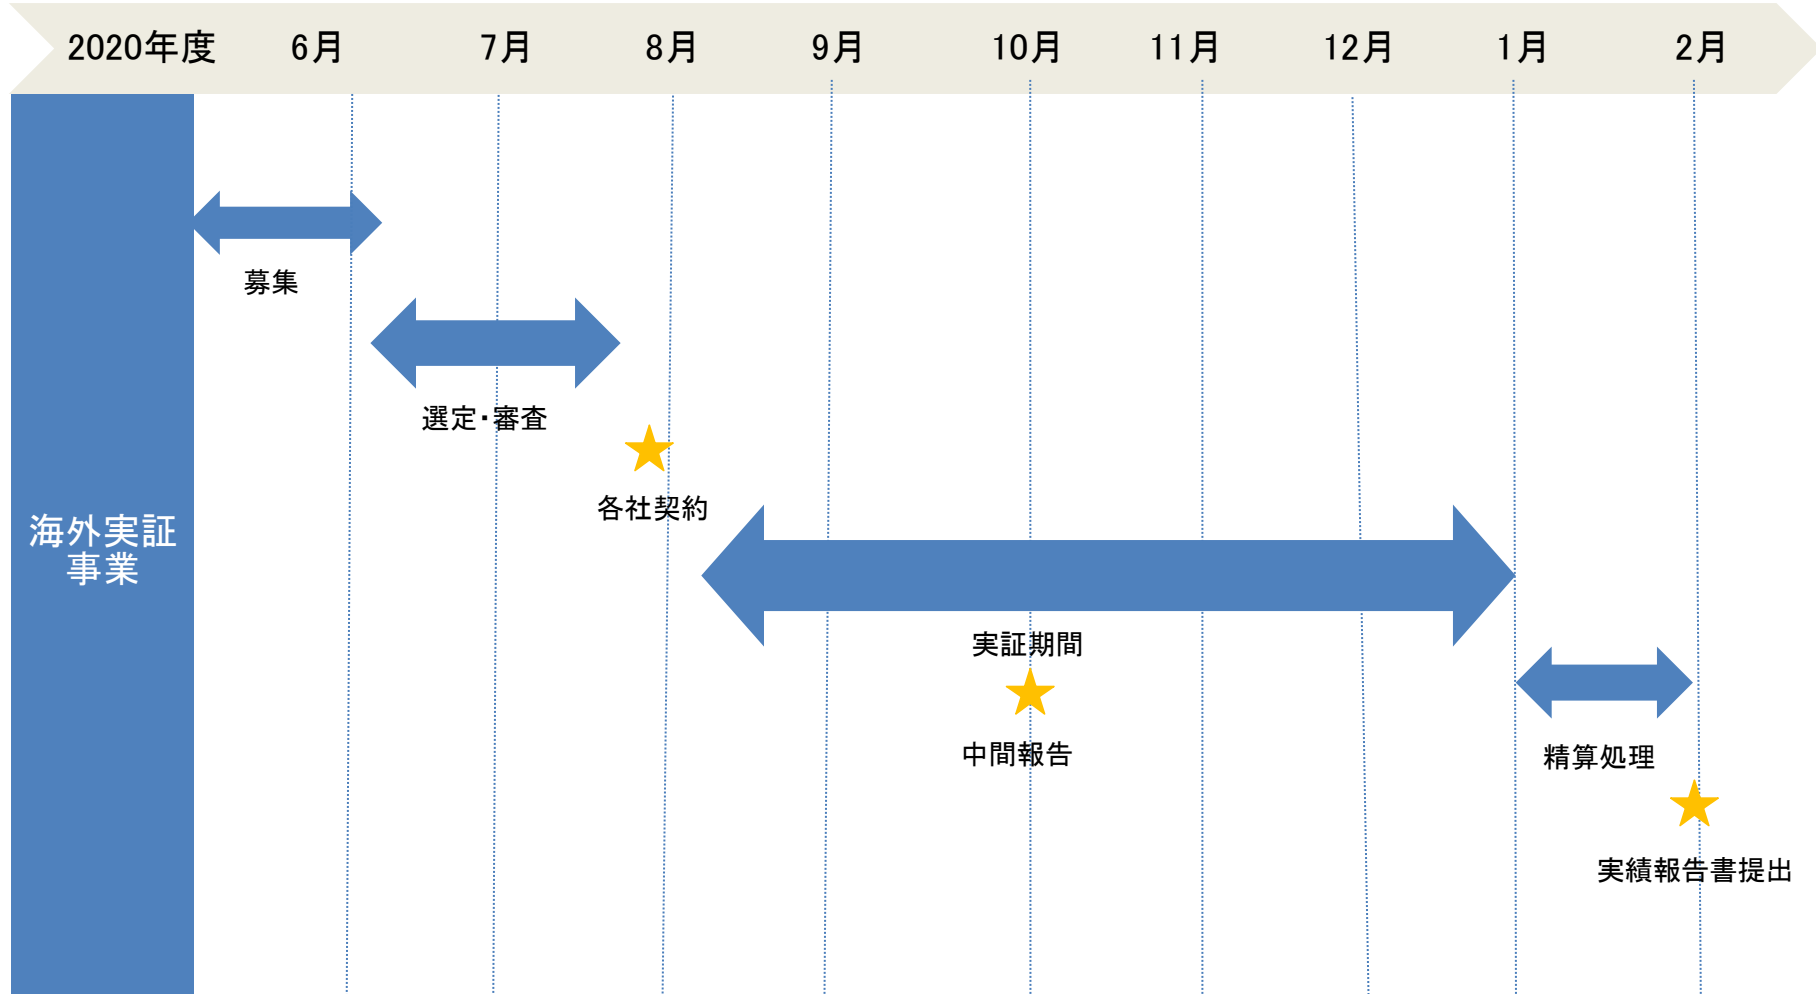 2020年度
6月
7月
8月
9月
10月
11月
12月
1月
2月
海外実証
事業
募集
選定・審査
各社契約
実証期間
中間報告
精算処理
実績報告書提出